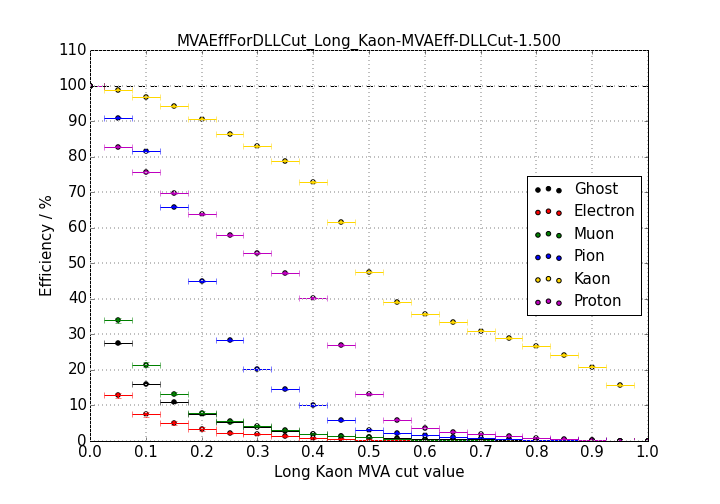 MVAEffForDLLCut_Long_Kaon-MVAEff-DLLCut-1.500
110
100
90
80
70
60
50
40
30
20
10
0
Efficiency / %
Ghost
Electron
Muon
Pion
Kaon
Proton
0.0 0.1 0.2 0.3 0.4 0.5 0.6 0.7 0.8 0.9 1.0
Long Kaon MVA cut value